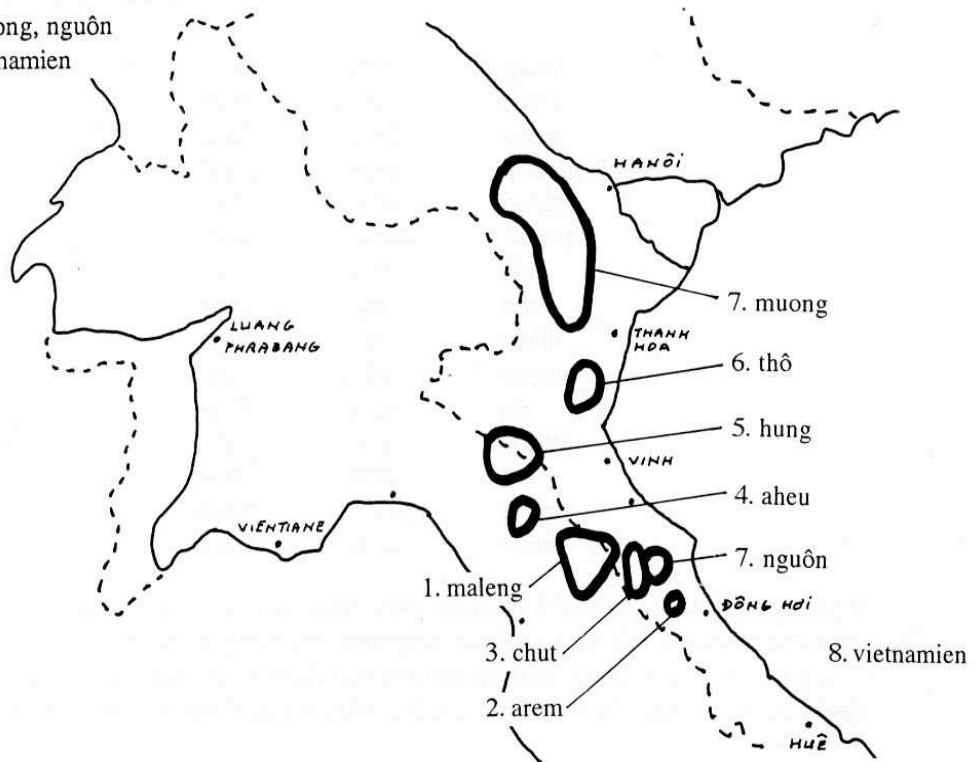 ong, nguôn
namien
HANÔI
7. muong
LUANG
PHRABANG
THANH
HOA
6. thô
5. hung
VINH
4. aheu
VIENTIANE
7. nguôn
1. maleng
ĐÔNG HƠI
3. chut
8. vietnamien
2. arem
HUÊ